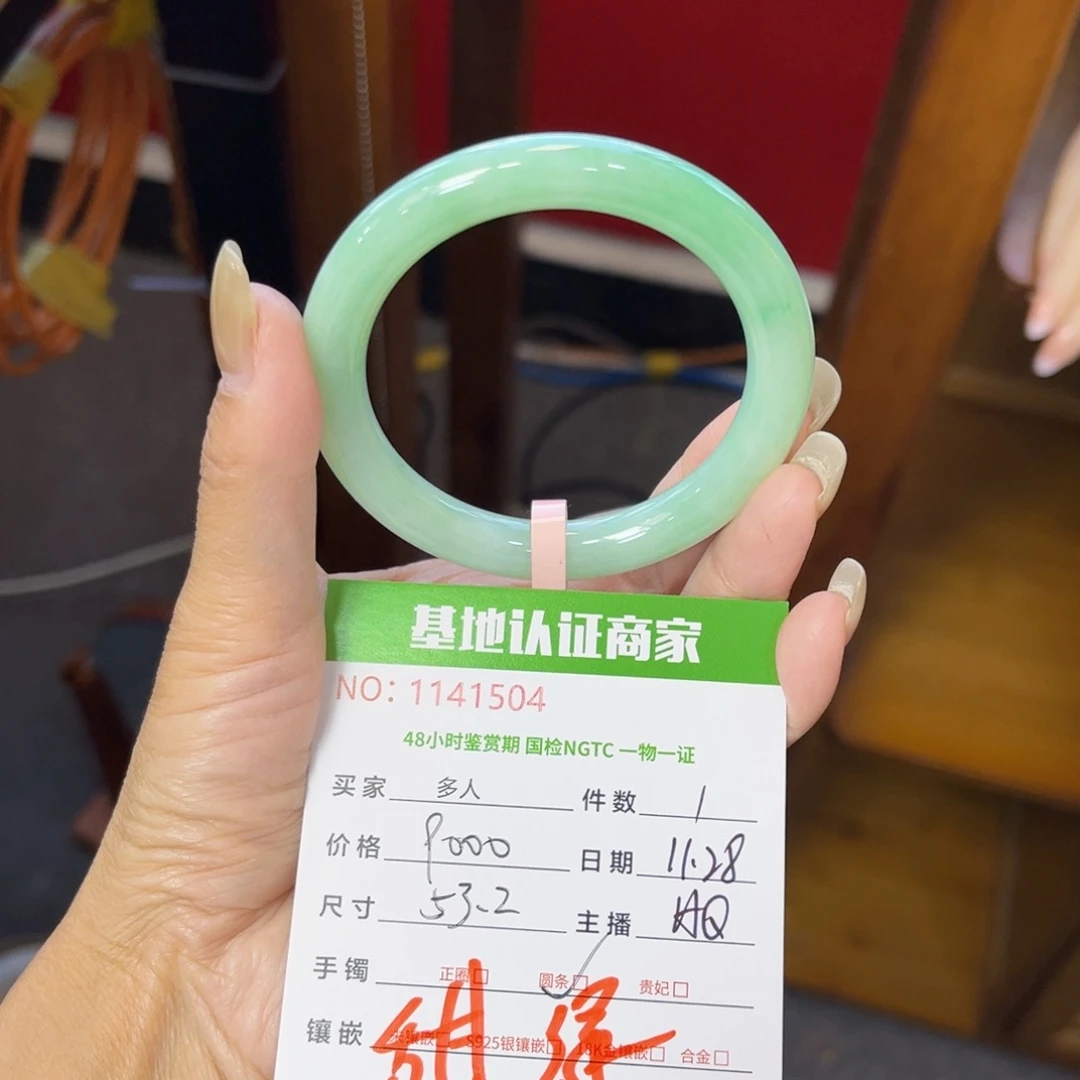 基地认证商家
NO: 1141504
48小时鉴赏期 国检NGTC 一物一证
买家 多人 件数 1
价格 9000 日期 11.28
尺寸 53.2 主播 AQ
手镯 正圈□ 圆条□ 贵妃□
镶嵌 S925银镶嵌□ 18K金镶嵌□ 合金□